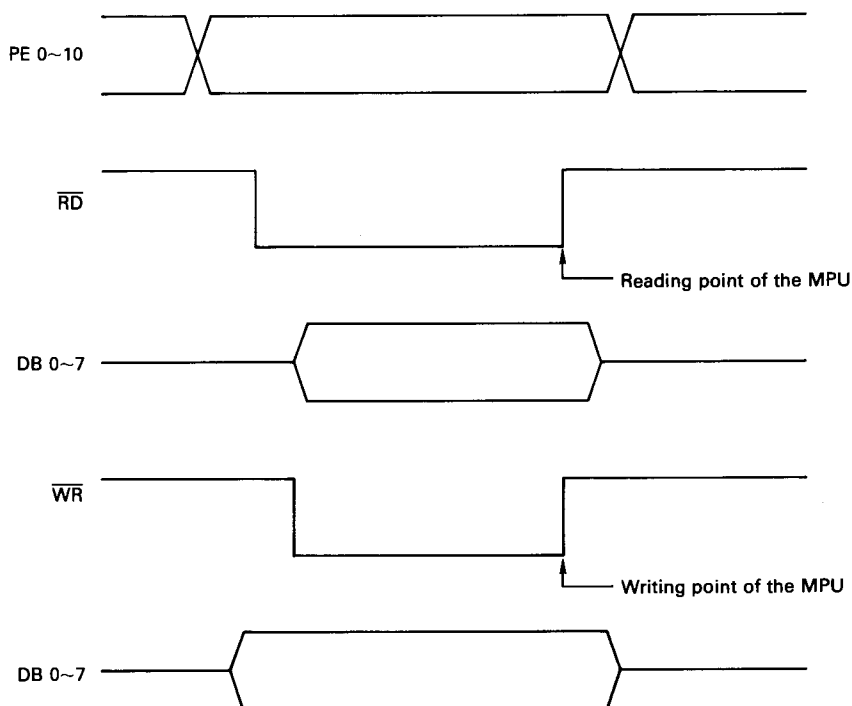 PE 0~10
RD
Reading point of the MPU
DB 0~7
WR
Writing point of the MPU
DB 0~7